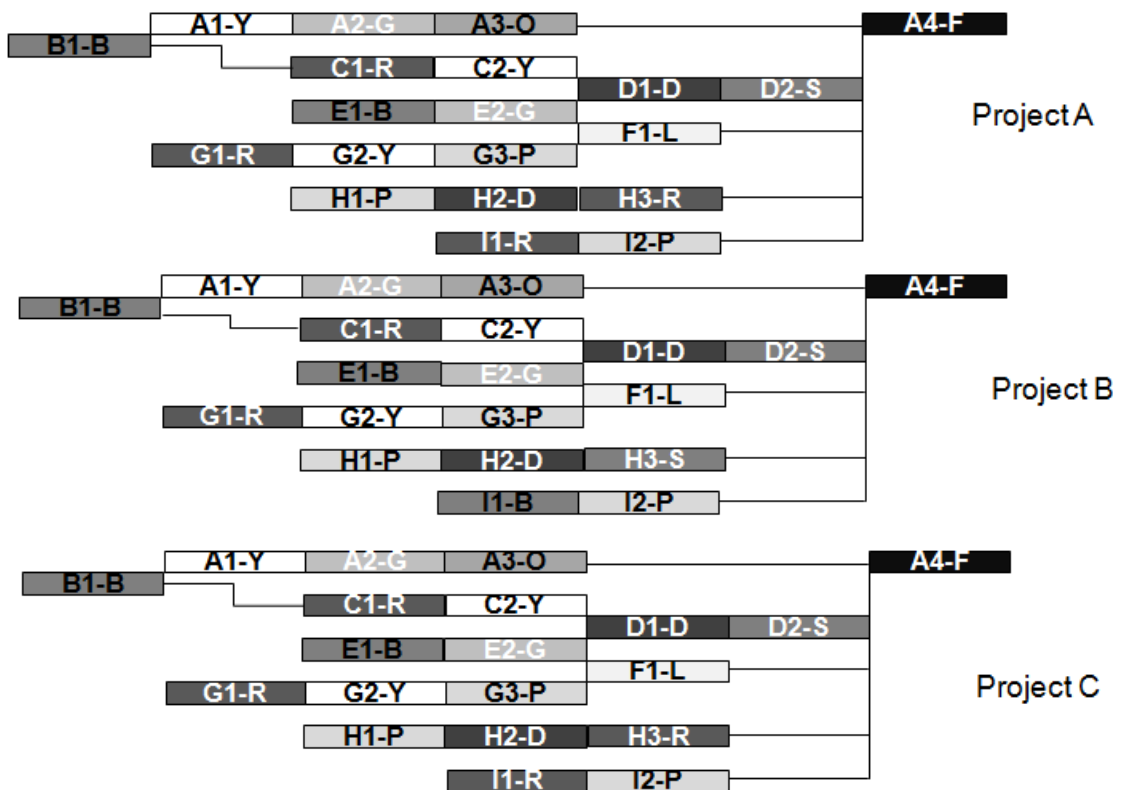 A1-Y A2-G A3-O A4-F
B1-B
C1-R C2-Y
D1-D D2-S
E1-B E2-G
Project A
F1-L
G1-R G2-Y G3-P
H1-P H2-D H3-R
I1-R I2-P
A1-Y A2-G A3-O A4-F
B1-B
C1-R C2-Y
D1-D D2-S
E1-B E2-G
F1-L
Project B
G1-R G2-Y G3-P
H1-P H2-D H3-S
I1-B I2-P
A1-Y A2-G A3-O A4-F
B1-B
C1-R C2-Y
D1-D D2-S
E1-B E2-G
F1-L
Project C
G1-R G2-Y G3-P
H1-P H2-D H3-R
I1-R I2-P